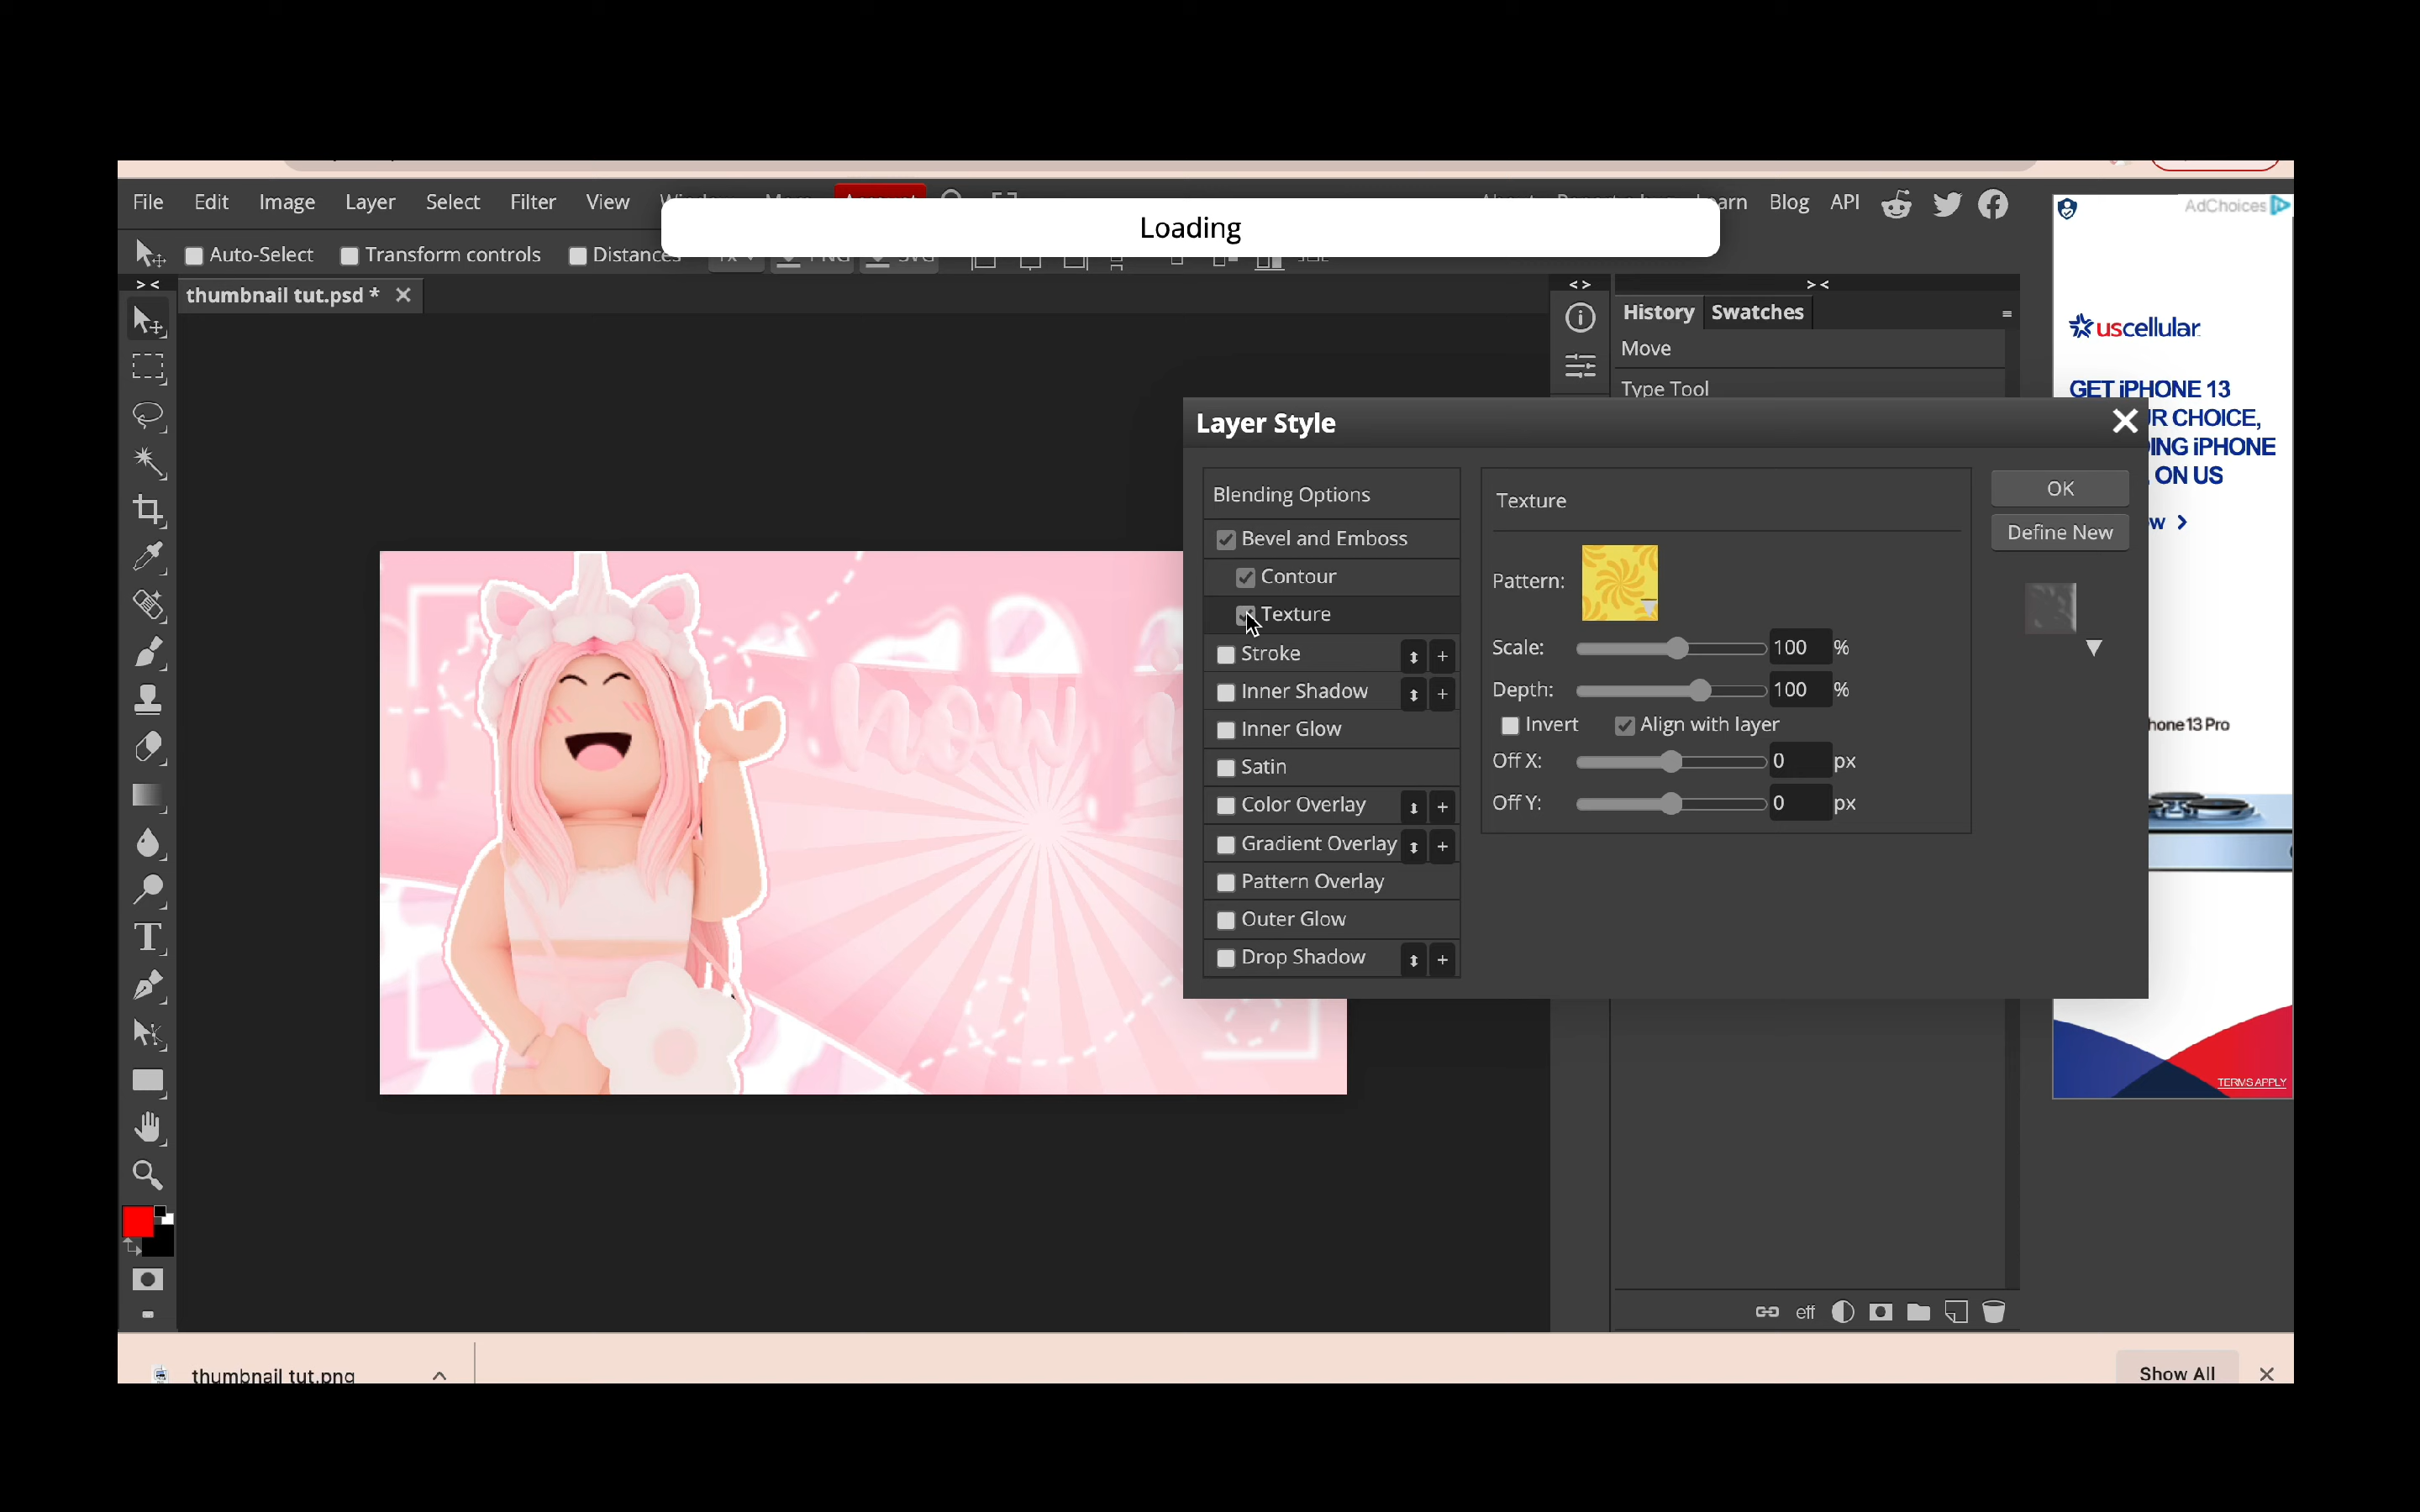 Loading
File Edit Image Layer Select Filter View
Blog API
Auto-Select Transform controls Distances
thumbnail tut.psd *
History Swatches
Move
Type Tool
Layer Style
Blending Options
Bevel and Emboss
Contour
Texture
Stroke
Inner Shadow
Inner Glow
Satin
Color Overlay
Gradient Overlay
Pattern Overlay
Outer Glow
Drop Shadow
Texture
Pattern:
Scale: 100 %
Depth: 100 %
Invert Align with layer
Off X: 0 px
Off Y: 0 px
OK
Define New
how
AdChoices
uscellular
GET iPHONE 13
CHOICE,
iPHONE
ON US
hone 13 Pro
TERMS APPLY
eff
thumbnail tut.png
Show All